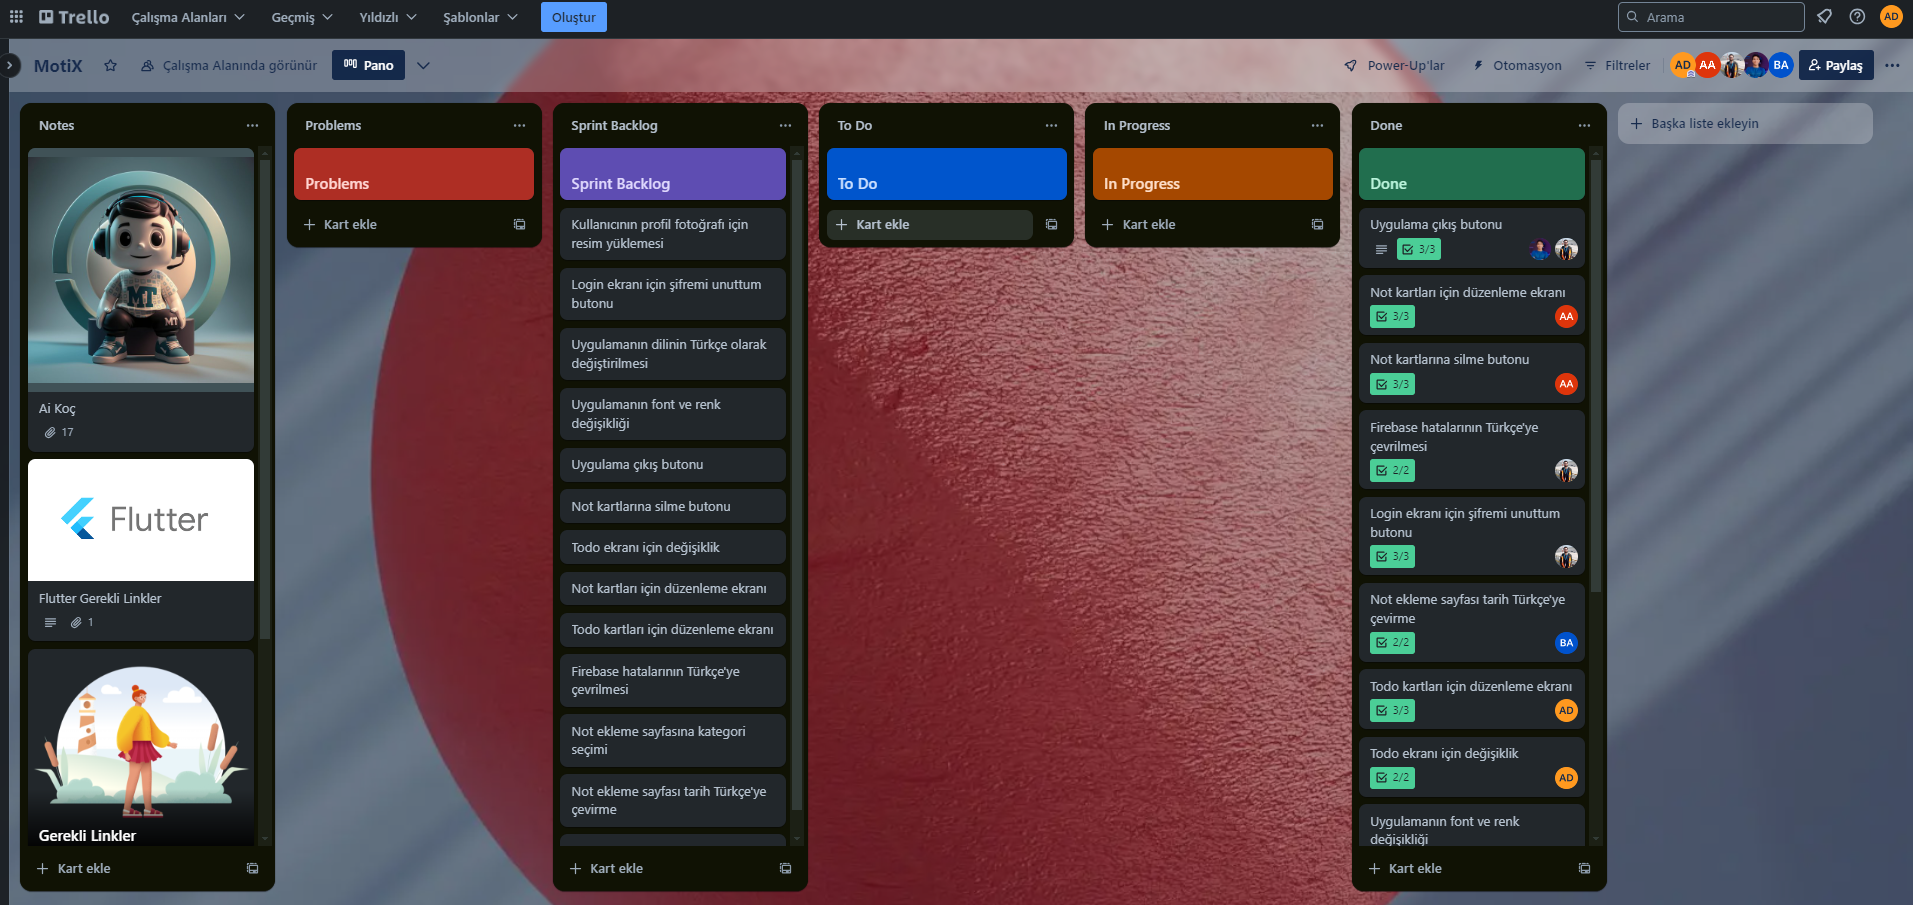 Trello
Çalışma Alanları
Geçmiş
Yıldızlı
Şablonlar
Oluştur
Arama
AD
MotiX
Çalışma Alanında görünür
Pano
Power-Up'lar
Otomasyon
Filtreler
AD
AA
BA
Paylaş
Notes
MT
MT
Ai Koç
17
Flutter
Flutter Gerekli Linkler
1
Gerekli Linkler
Kart ekle
Problems
Problems
Kart ekle
Sprint Backlog
Sprint Backlog
Kullanıcının profil fotoğrafı için
resim yüklemesi
Login ekranı için şifremi unuttum
butonu
Uygulamanın dilinin Türkçe olarak
değiştirilmesi
Uygulamanın font ve renk
değişikliği
Uygulama çıkış butonu
Not kartlarına silme butonu
Todo ekranı için değişiklik
Not kartları için düzenleme ekranı
Todo kartları için düzenleme ekranı
Firebase hatalarının Türkçe'ye
çevrilmesi
Not ekleme sayfasına kategori
seçimi
Not ekleme sayfası tarih Türkçe'ye
çevirme
Kart ekle
To Do
To Do
Kart ekle
In Progress
In Progress
Kart ekle
Done
Done
Uygulama çıkış butonu
3/3
Not kartları için düzenleme ekranı
3/3
AA
Not kartlarına silme butonu
3/3
AA
Firebase hatalarının Türkçe'ye
çevrilmesi
2/2
Login ekranı için şifremi unuttum
butonu
3/3
Not ekleme sayfası tarih Türkçe'ye
çevirme
2/2
BA
Todo kartları için düzenleme ekranı
3/3
AD
Todo ekranı için değişiklik
2/2
AD
Uygulamanın font ve renk
değişikliği
Kart ekle
Başka liste ekleyin